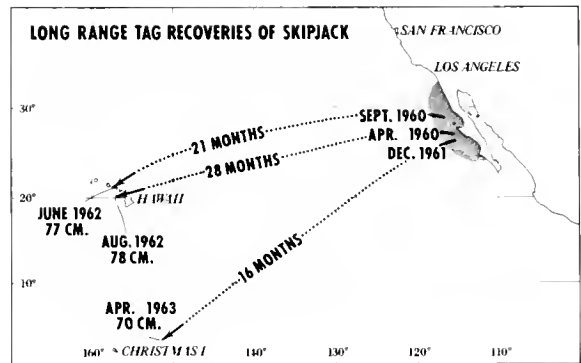 LONG RANGE TAG RECOVERIES OF SKIPJACK
SAN FRANCISCO
LOS ANGELES
30°
SEPT. 1960
APR. 1960
DEC. 1961
21 MONTHS
28 MONTHS
20°
HAWAII
JUNE 1962
77 CM.
AUG. 1962
78 CM.
16 MONTHS
10°
APR. 1963
70 CM.
160°
CHRISTMAS I
140°
130°
120°
110°